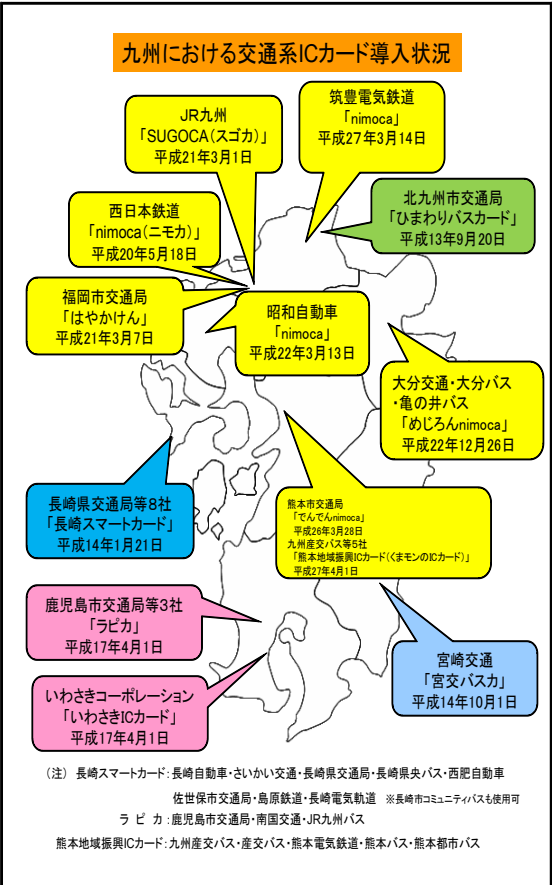 九州における交通系ICカード導入状況
筑豊電気鉄道
「nimoca」
平成27年3月14日
JR九州
「SUGOCA(スゴカ)」
平成21年3月1日
北九州市交通局
「ひまわりバスカード」
平成13年9月20日
西日本鉄道
「nimoca(ニモカ)」
平成20年5月18日
福岡市交通局
「はやかけん」
平成21年3月7日
昭和自動車
「nimoca」
平成22年3月13日
大分交通・大分バス
・亀の井バス
「めじろんnimoca」
平成22年12月26日
長崎県交通局等8社
「長崎スマートカード」
平成14年1月21日
熊本市交通局
「でんでんnimoca」
平成26年3月28日
九州産交バス等5社
「熊本地域振興ICカード(くまモンのICカード)」
平成27年4月1日
鹿児島市交通局等3社
「ラピカ」
平成17年4月1日
宮崎交通
「宮交バスカ」
平成14年10月1日
いわさきコーポレーション
「いわさきICカード」
平成17年4月1日
(注) 長崎スマートカード:長崎自動車・さいかい交通・長崎県交通局・長崎県央バス・西肥自動車
佐世保市交通局・島原鉄道・長崎電気軌道 ※長崎市コミュニティバスも使用可
ラ ピ カ:鹿児島市交通局・南国交通・JR九州バス
熊本地域振興ICカード:九州産交バス・産交バス・熊本電気鉄道・熊本バス・熊本都市バス